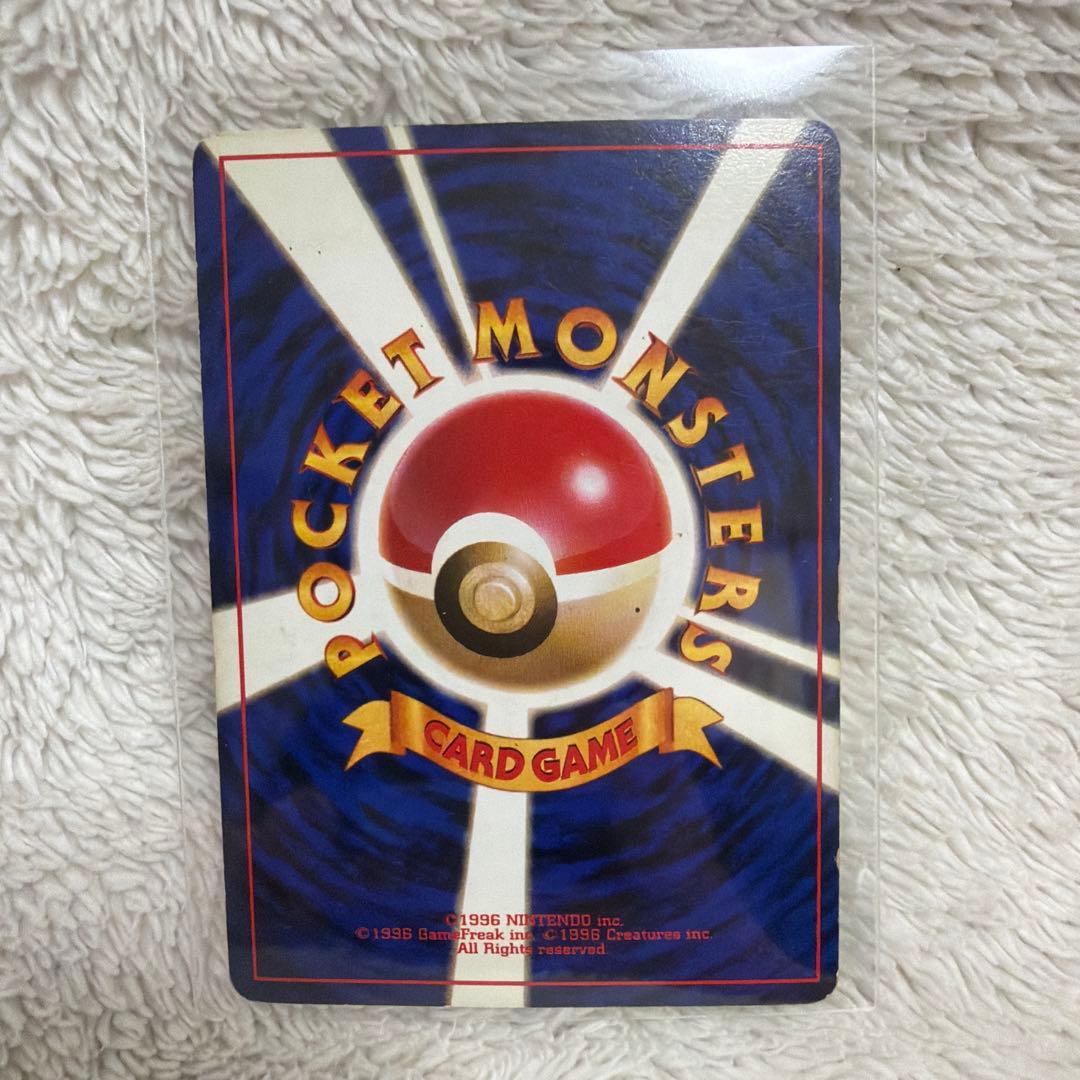 POCKET MONSTERS
CARD GAME
©1996 NINTENDO inc.
©1996 GameFreak inc. ©1996 Creatures inc.
All Rights reserved.